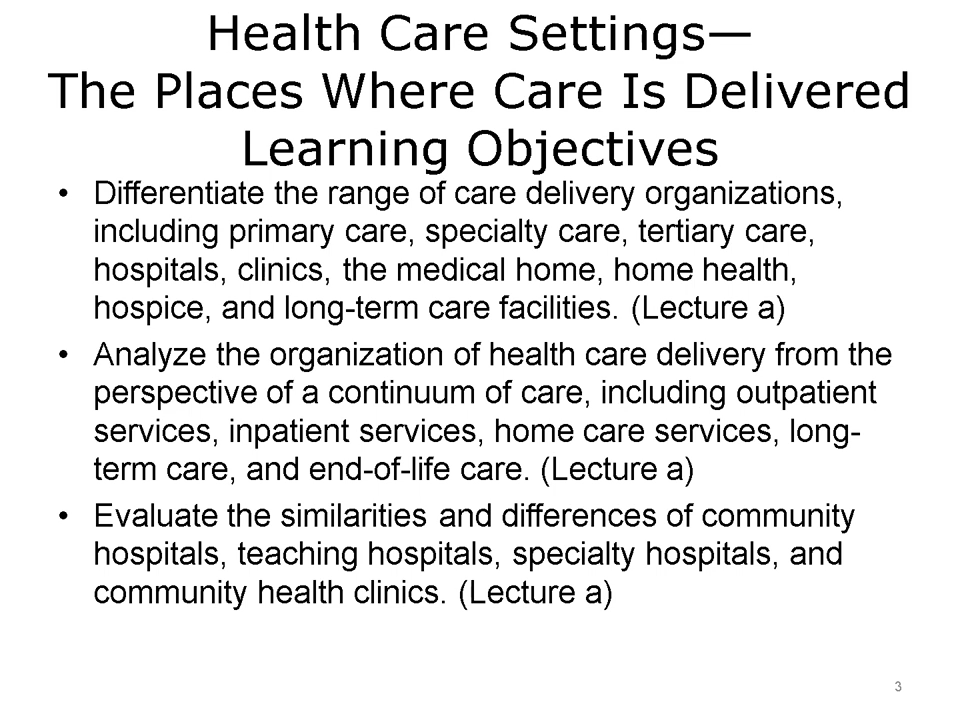 Health Care Settings—
The Places Where Care Is Delivered
Learning Objectives
• Differentiate the range of care delivery organizations,
including primary care, specialty care, tertiary care,
hospitals, clinics, the medical home, home health,
hospice, and long-term care facilities. (Lecture a)
• Analyze the organization of health care delivery from the
perspective of a continuum of care, including outpatient
services, inpatient services, home care services, long-
term care, and end-of-life care. (Lecture a)
• Evaluate the similarities and differences of community
hospitals, teaching hospitals, specialty hospitals, and
community health clinics. (Lecture a)
3